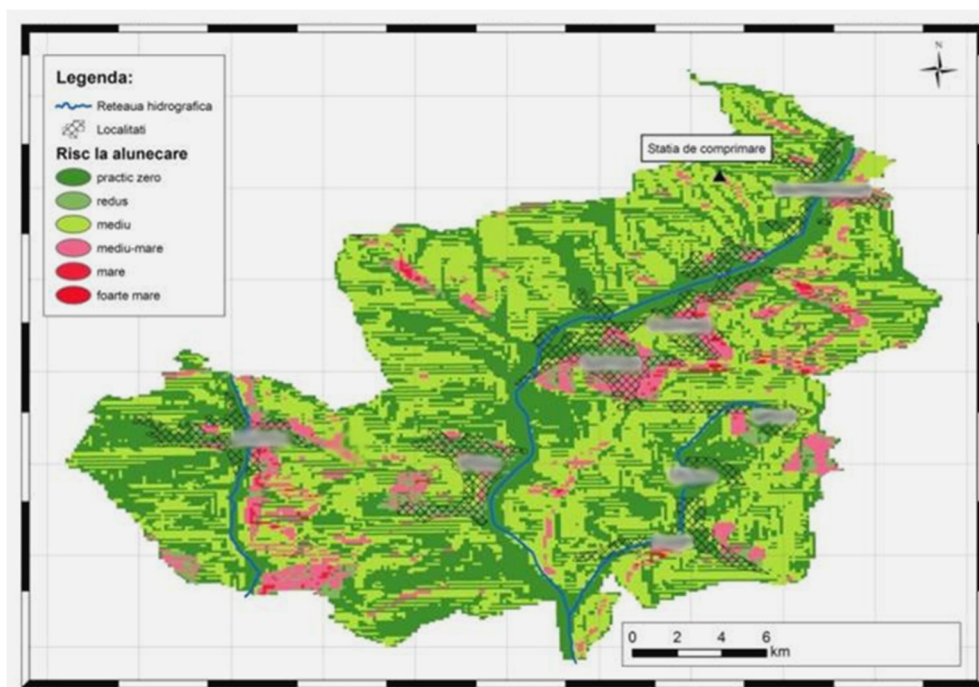 N
Legenda:
Reteaua hidrografica
Localitati
Risc la alunecare
practic zero
redus
mediu
mediu-mare
mare
foarte mare
Statia de comprimare
0 2 4 6
km